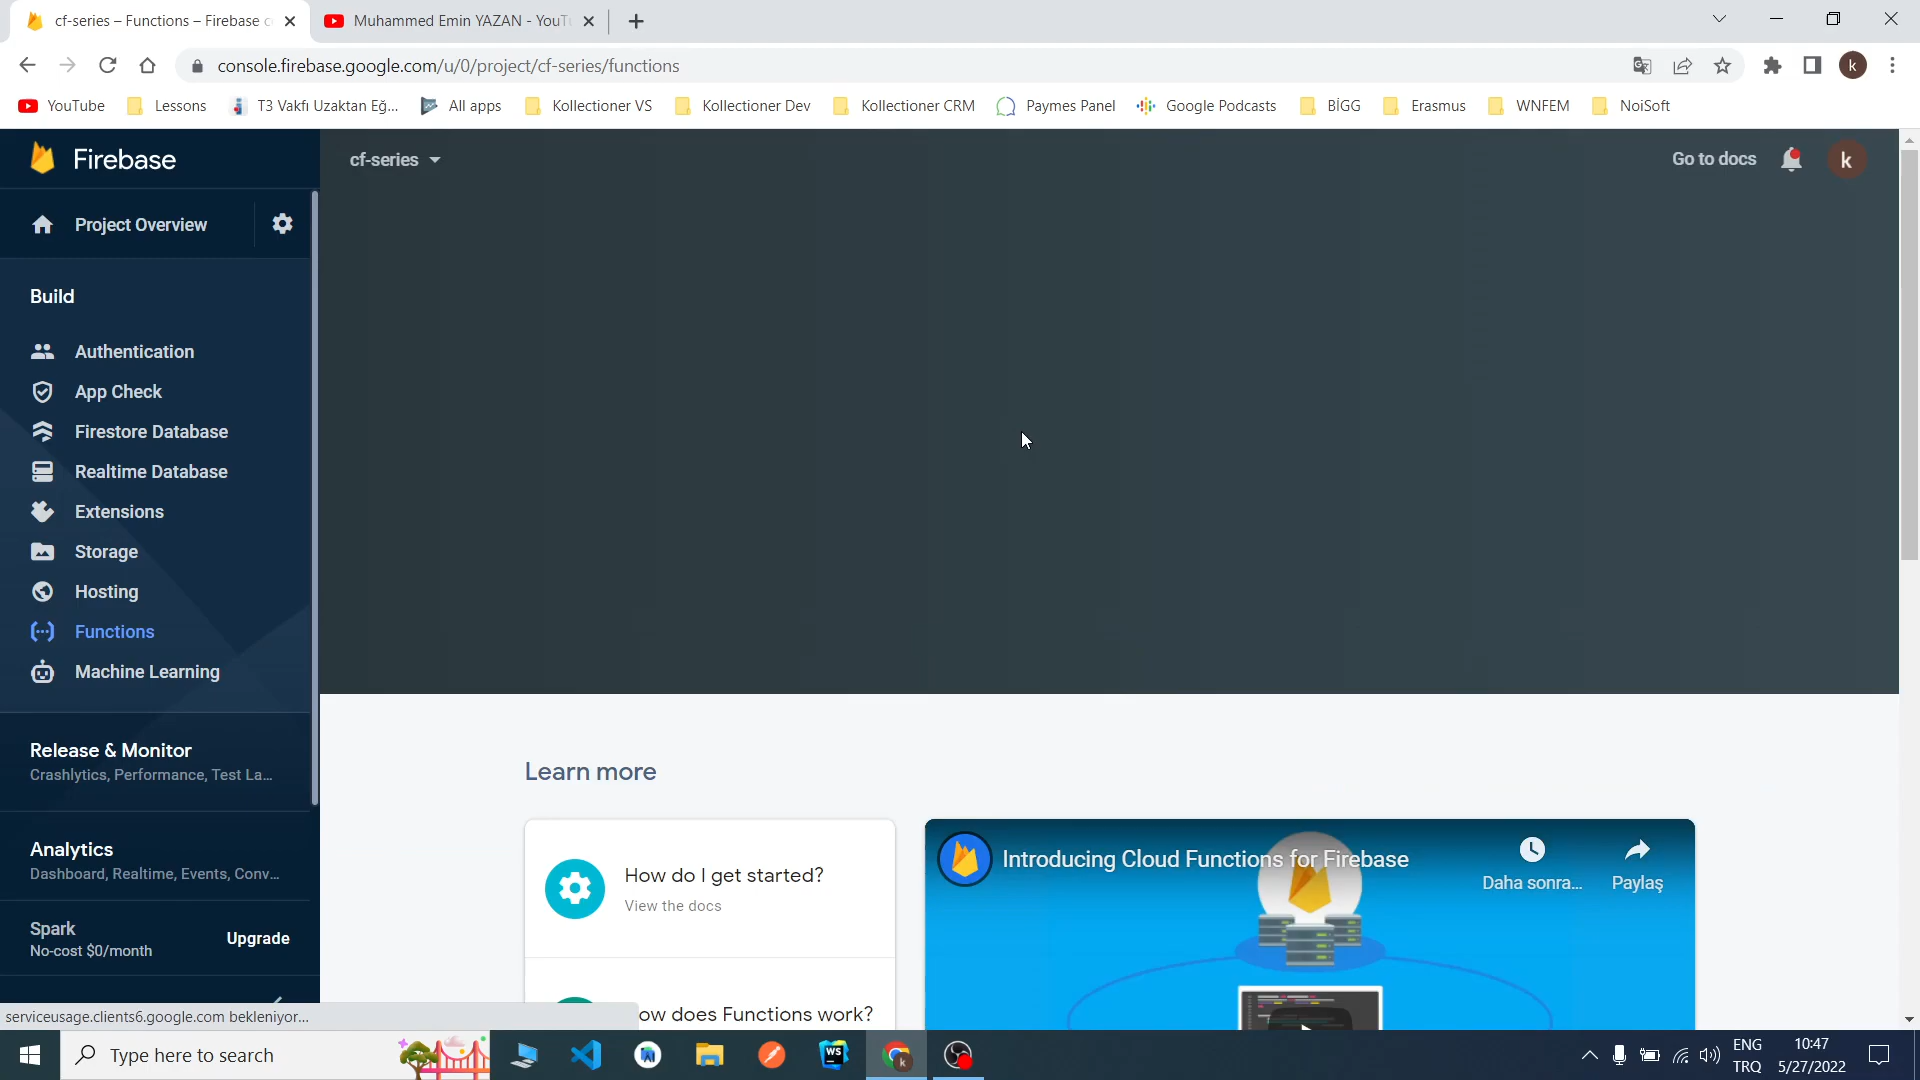 cf-series – Functions – Firebase c
Muhammed Emin YAZAN - YouTu
console.firebase.google.com/u/0/project/cf-series/functions
k
YouTube
Lessons
T3 Vakfı Uzaktan Eğ...
All apps
Kollectioner VS
Kollectioner Dev
Kollectioner CRM
Paymes Panel
Google Podcasts
BİGG
Erasmus
WNFEM
NoiSoft
Firebase
cf-series
Go to docs
k
Project Overview
Build
Authentication
App Check
Firestore Database
Realtime Database
Extensions
Storage
Hosting
Functions
Machine Learning
Release & Monitor
Crashlytics, Performance, Test La...
Analytics
Dashboard, Realtime, Events, Conv...
Spark
No-cost $0/month
Upgrade
Learn more
How do I get started?
View the docs
ow does Functions work?
Introducing Cloud Functions for Firebase
Daha sonra...
Paylaş
serviceusage.clients6.google.com bekleniyor...
Type here to search
WS
k
ENG
TRQ
10:47
5/27/2022